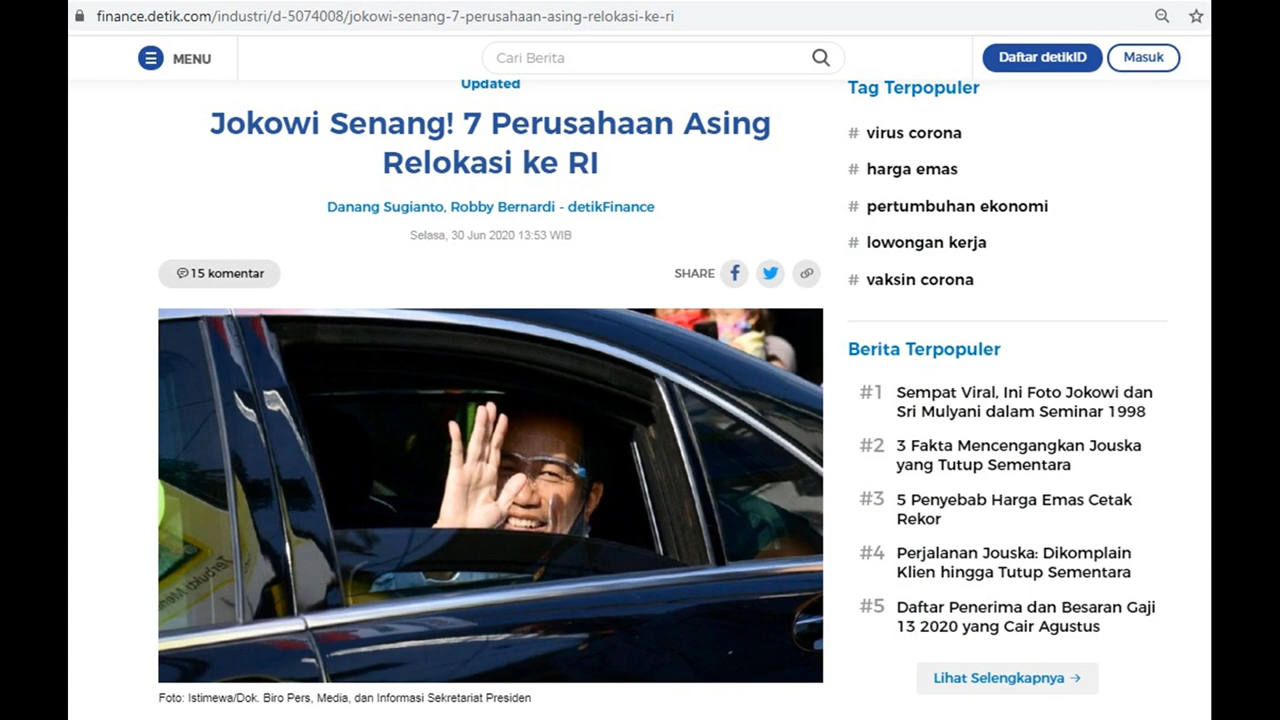 finance.detik.com/industri/d-5074008/jokowi-senang-7-perusahaan-asing-relokasi-ke-ri
MENU
Cari Berita
Daftar detikID
Masuk
Updated
Jokowi Senang! 7 Perusahaan Asing
Relokasi ke RI
Danang Sugianto, Robby Bernardi - detikFinance
Selasa, 30 Jun 2020 13:53 WIB
15 komentar
SHARE
Foto: Istimewa/Dok. Biro Pers, Media, dan Informasi Sekretariat Presiden
Tag Terpopuler
# virus corona
# harga emas
# pertumbuhan ekonomi
# lowongan kerja
# vaksin corona
Berita Terpopuler
#1 Sempat Viral, Ini Foto Jokowi dan
Sri Mulyani dalam Seminar 1998
#2 3 Fakta Mencengangkan Jouska
yang Tutup Sementara
#3 5 Penyebab Harga Emas Cetak
Rekor
#4 Perjalanan Jouska: Dikomplain
Klien hingga Tutup Sementara
#5 Daftar Penerima dan Besaran Gaji
13 2020 yang Cair Agustus
Lihat Selengkapnya →